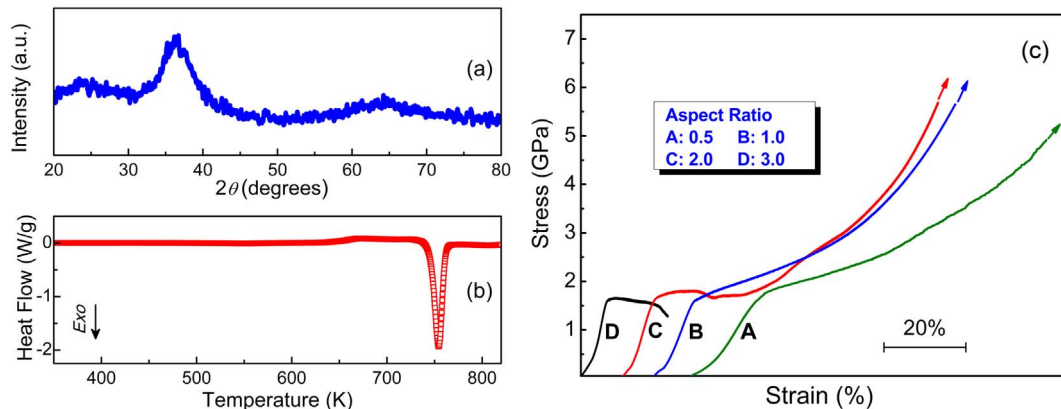 (a)
Intensity (a.u.)
20 30 40 50 60 70 80
2θ (degrees)
Heat Flow (W/g)
0
-1
-2
Exo
(b)
400 500 600 700 800
Temperature (K)
(c)
Stress (GPa)
7
6
5
4
3
2
1
Aspect Ratio
A: 0.5 B: 1.0
C: 2.0 D: 3.0
D C B A
20%
Strain (%)